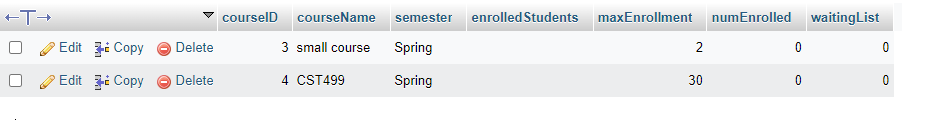 courseID courseName semester enrolledStudents maxEnrollment numEnrolled waitingList
Edit Copy Delete 3 small course Spring 2 0 0
Edit Copy Delete 4 CST499 Spring 30 0 0